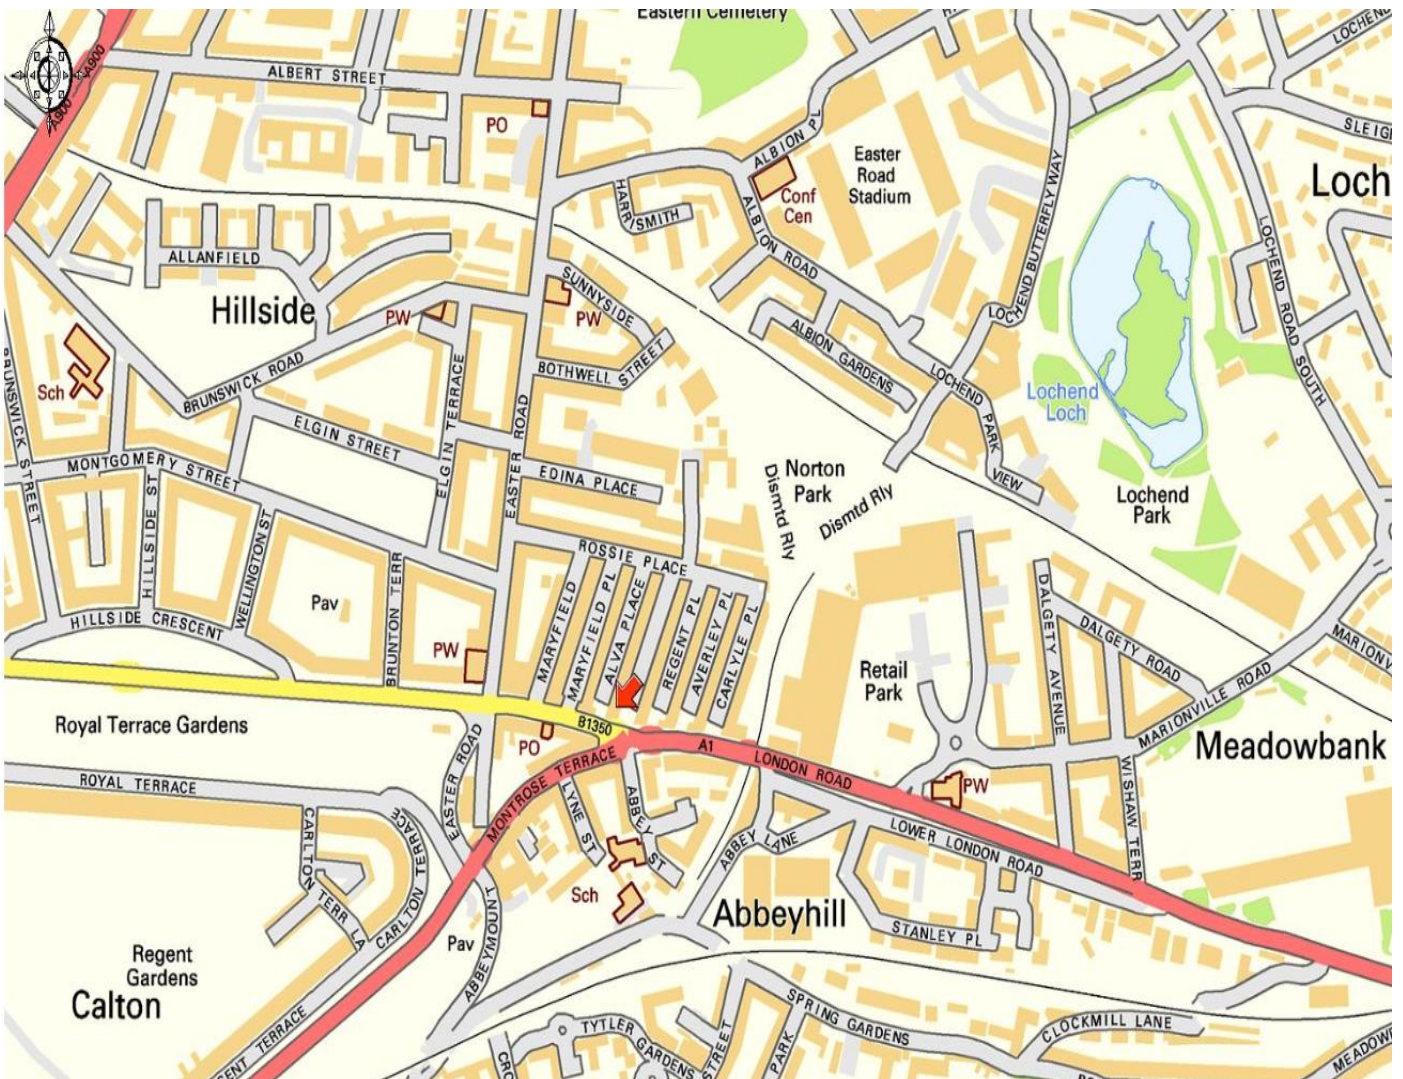 Eastern Cemetery
A900
A900
ALBERT STREET
PO
ALBION PL
Easter
Road
Stadium
Conf
Cen
HARRISMITH
ALBION ROAD
LOCHEND BUTTERFLYWAY
LOCHEND ROAD SOUTH
Loch
ALLANFIELD
Hillside
SUNNYSIDE
PW
PW
Sch
BRUNSWICK ROAD
BOTHWELL STREET
ALBION GARDENS
LOCHEND PARK
VIEW
Lochend
Loch
BRUNSWICK STREET
ELGIN STREET
ELGIN TERRACE
EASTER ROAD
MONTGOMERY STREET
EDINA PLACE
Norton
Park
Dismtd Rly
Dismtd Rly
Lochend
Park
HILLSIDE ST
WELLINGTON ST
ROSSIE PLACE
Pav
BRUNTON TERR
HILLSIDE CRESCENT
PW
MARYFIELD
MARYFIELD PL
ALVA PLACE
REGENT PL
AVERLEY PL
CARLYLE PL
DALGETY AVENUE
DALGETY ROAD
MARIONVILLE ROAD
Retail
Park
Royal Terrace Gardens
B1350
PO
A1
LONDON ROAD
Meadowbank
ROYAL TERRACE
EASTER ROAD
MONTROSE TERRACE
LYNE ST
ABBEY ST
ABBEY LANE
PW
WISHAW TERR
LOWER LONDON ROAD
CARLTON TERRACE
CARLTON TERR LA
CARLTON TERRACE
Sch
Abbeyhill
STANLEY PL
Pav
ABBEYMOUNT
Regent
Gardens
Calton
TYTLER
GARDENS
STREET
PARK
SPRING GARDENS
CLOCKMILL LANE